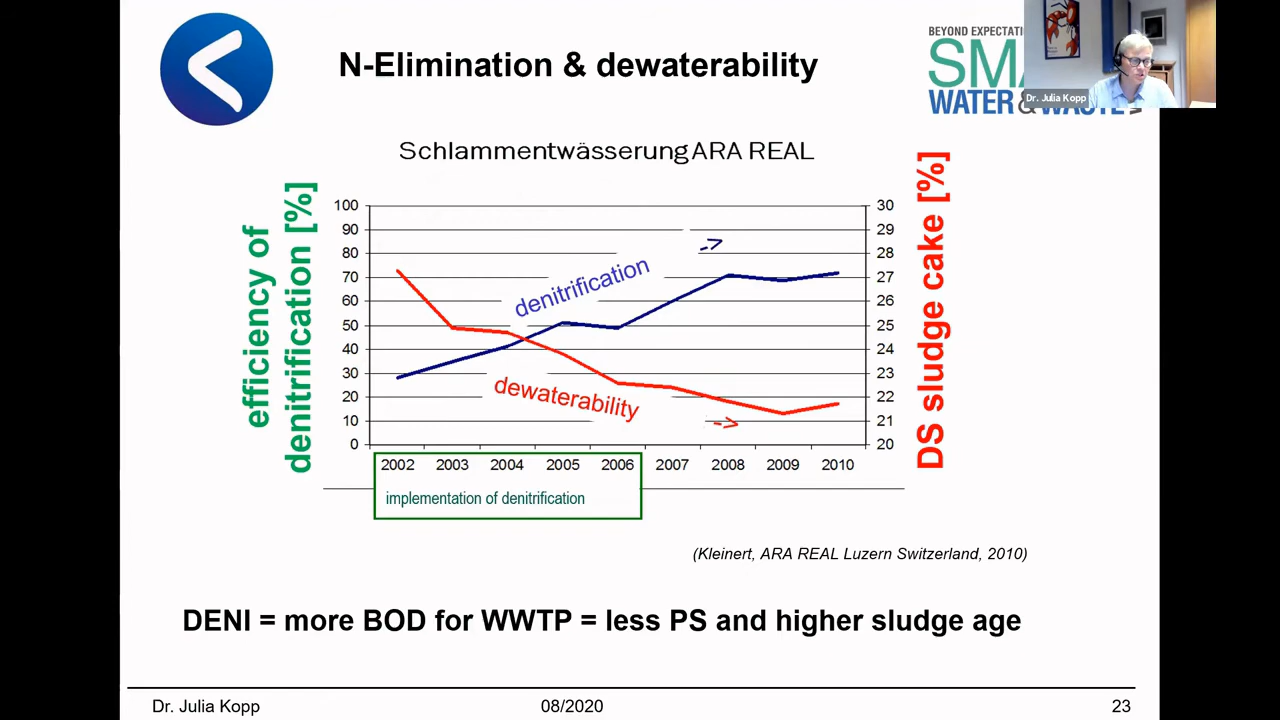 N-Elimination & dewaterability
BEYOND EXPECTATI
SMA
WATER & WASTE
Dr. Julia Kopp
Schlammentwässerung ARA REAL
efficiency of
denitrification [%]
DS sludge cake [%]
100
90
80
70
60
50
40
30
20
10
0
30
29
28
27
26
25
24
23
22
21
20
denitrification
dewaterability
2002 2003 2004 2005 2006 2007 2008 2009 2010
implementation of denitrification
(Kleinert, ARA REAL Luzern Switzerland, 2010)
DENI = more BOD for WWTP = less PS and higher sludge age
Dr. Julia Kopp 08/2020 23